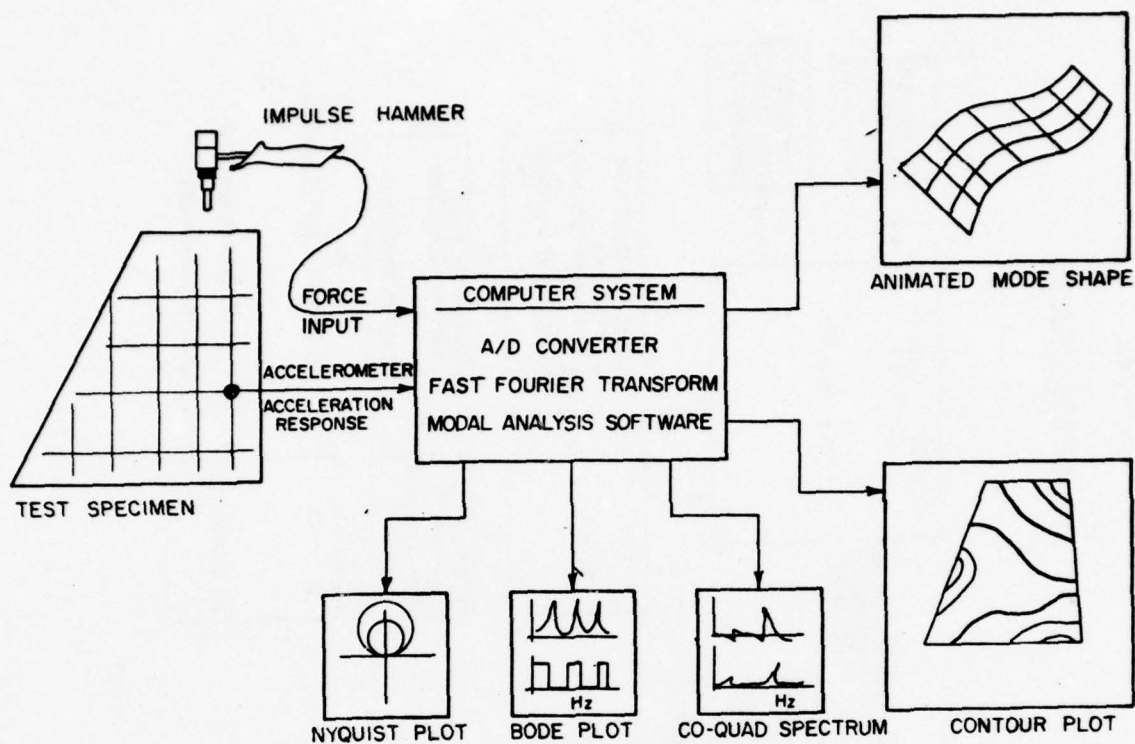 IMPULSE HAMMER
FORCE
INPUT
ACCELEROMETER
ACCELERATION
RESPONSE
TEST SPECIMEN
COMPUTER SYSTEM
A/D CONVERTER
FAST FOURIER TRANSFORM
MODAL ANALYSIS SOFTWARE
ANIMATED MODE SHAPE
Hz
Hz
NYQUIST PLOT
BODE PLOT
CO-QUAD SPECTRUM
CONTOUR PLOT